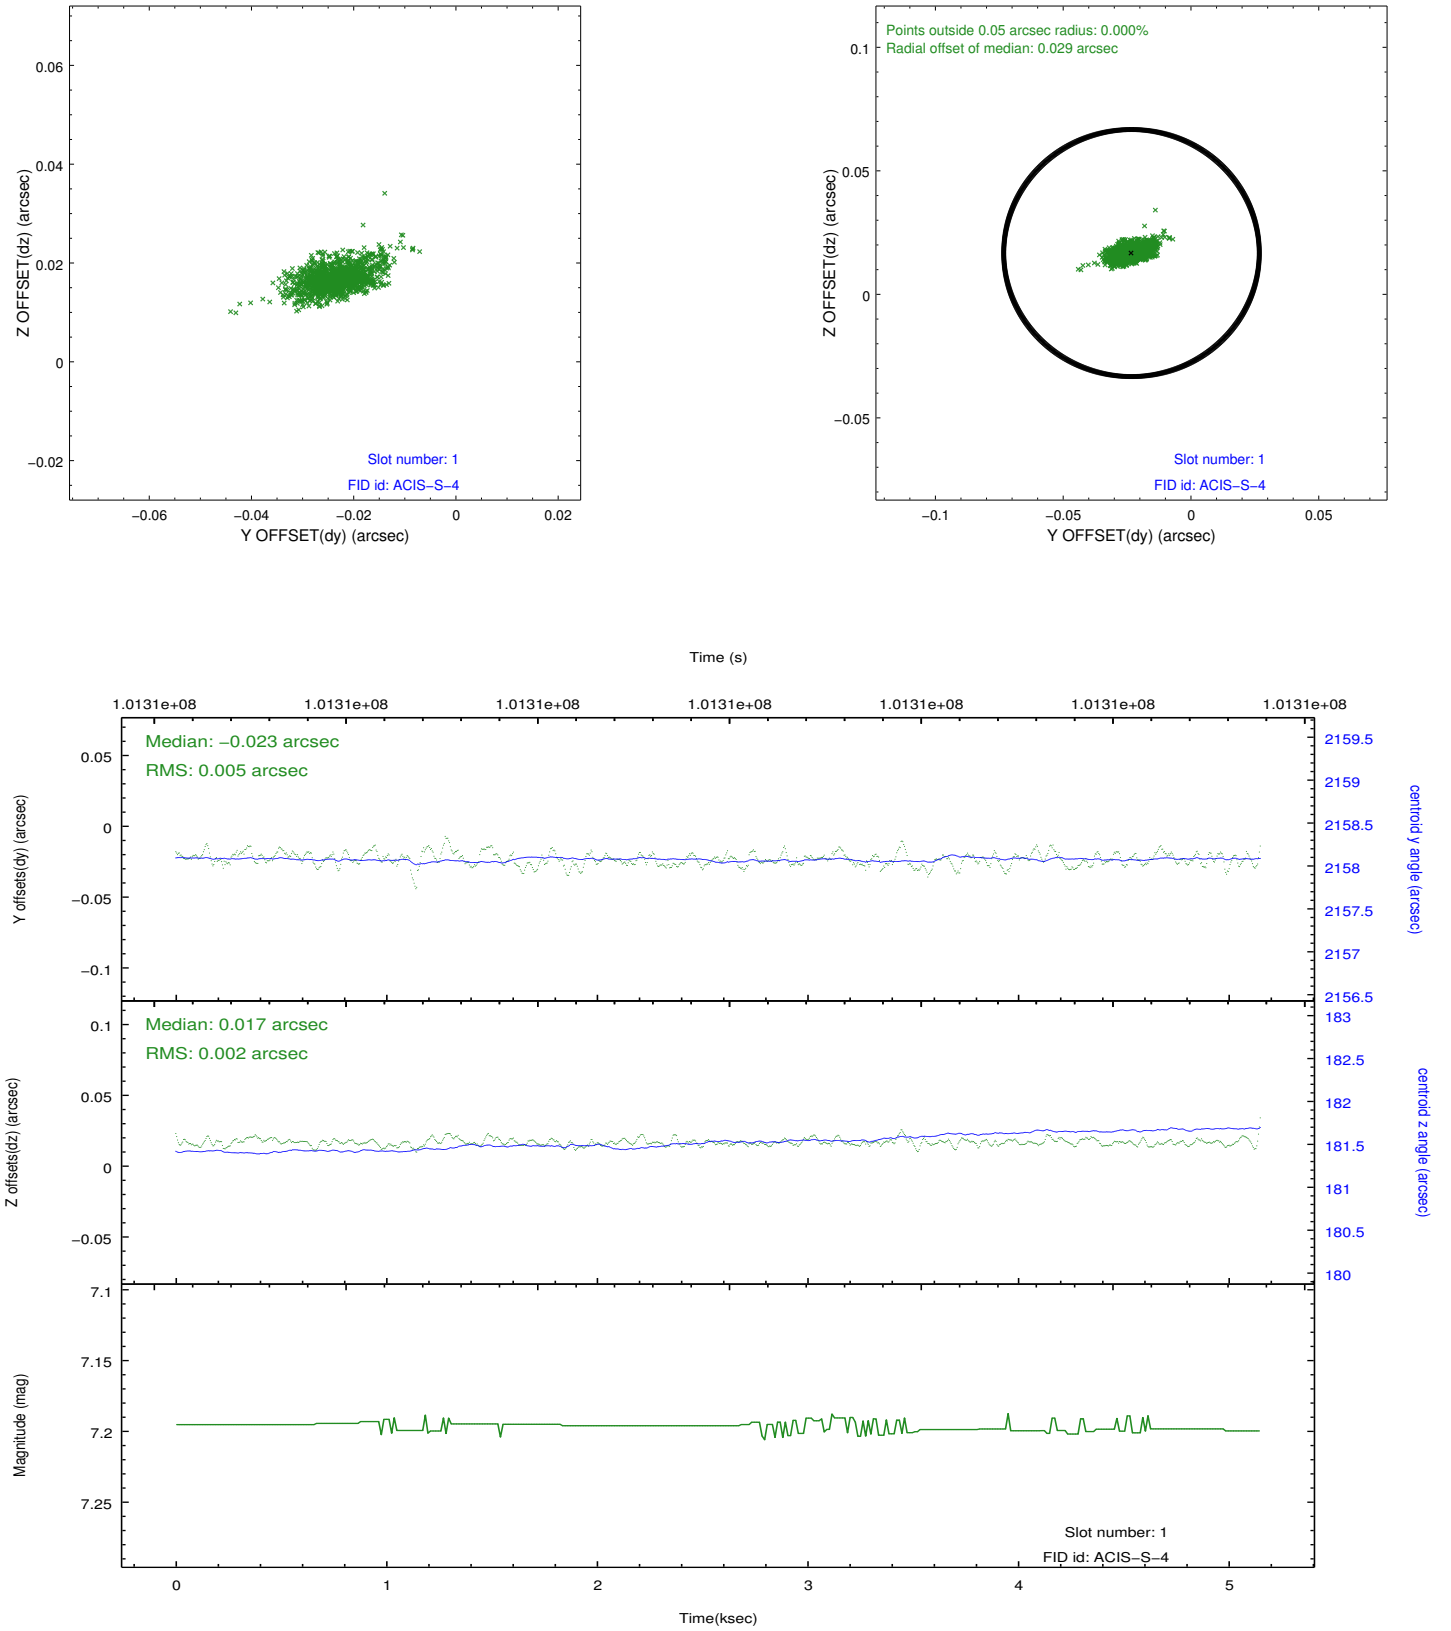 0.06
0.04
0.02
0
−0.02
Z OFFSET(dz) (arcsec)
Slot number: 1
FID id: ACIS−S−4
−0.06
−0.04
−0.02
0
0.02
Y OFFSET(dy) (arcsec)
Points outside 0.05 arcsec radius: 0.000%
Radial offset of median: 0.029 arcsec
0.1
0.05
0
−0.05
Z OFFSET(dz) (arcsec)
Slot number: 1
FID id: ACIS−S−4
−0.1
−0.05
0
0.05
Y OFFSET(dy) (arcsec)
Time (s)
1.0131e+08
1.0131e+08
1.0131e+08
1.0131e+08
1.0131e+08
1.0131e+08
1.0131e+08
Median: −0.023 arcsec
RMS: 0.005 arcsec
0.05
0
−0.05
−0.1
Y offsets(dy) (arcsec)
2159.5
2159
2158.5
2158
2157.5
2157
2156.5
centroid y angle (arcsec)
Median: 0.017 arcsec
RMS: 0.002 arcsec
0.1
0.05
0
−0.05
Z offsets(dz) (arcsec)
183
182.5
182
181.5
181
180.5
180
centroid z angle (arcsec)
7.1
7.15
7.2
7.25
Magnitude (mag)
Slot number: 1
FID id: ACIS−S−4
0
1
2
3
4
5
Time(ksec)